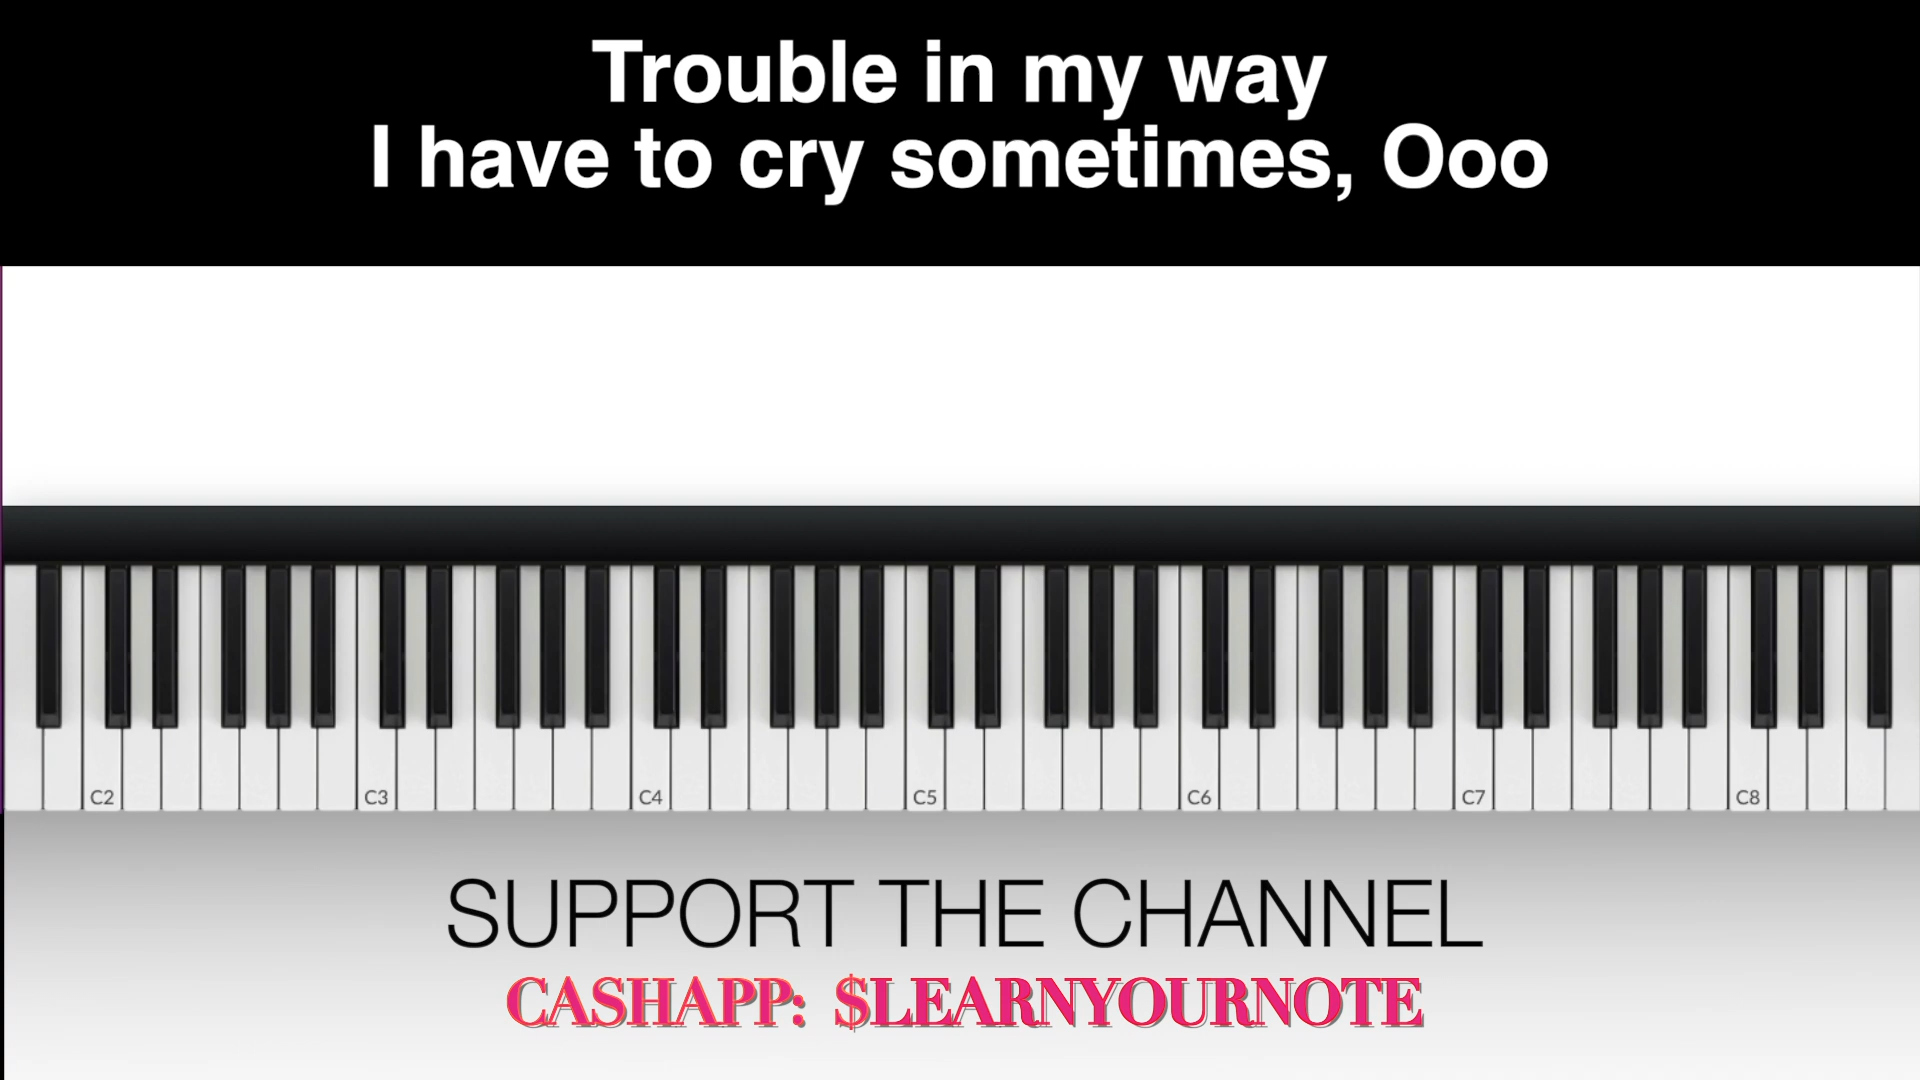 Trouble in my way
I have to cry sometimes, Ooo
C2 C3 C4 C5 C6 C7 C8
SUPPORT THE CHANNEL
CASHAPP: $LEARNYOURNOTE